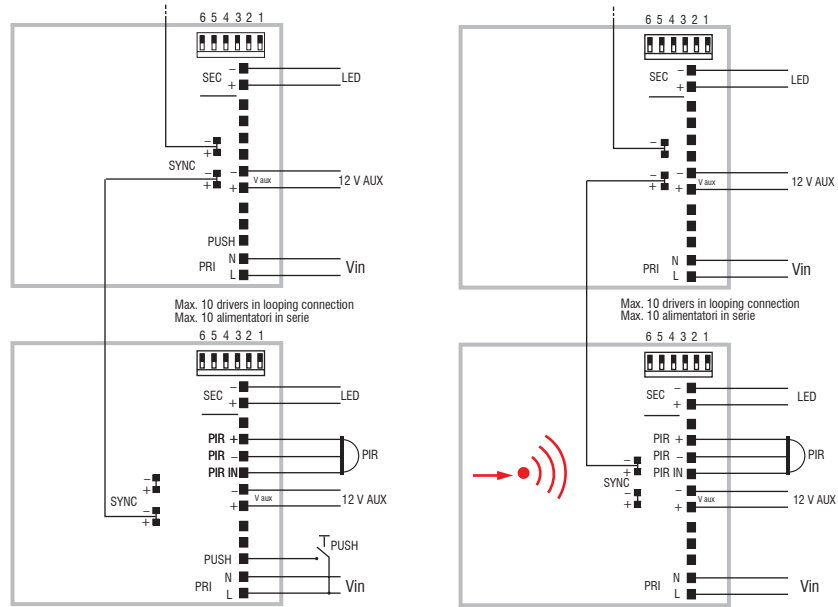 6 5 4 3 2 1
SEC
−
+
LED
−
+
SYNC
−
+
−
+
V aux
12 V AUX
PUSH
PRI
N
L
Vin
Max. 10 drivers in looping connection
Max. 10 alimentatori in serie
6 5 4 3 2 1
SEC
−
+
LED
PIR +
PIR −
PIR IN
PIR
−
+
SYNC
−
+
−
+
V aux
12 V AUX
PUSH
PUSH
PRI
N
L
Vin
6 5 4 3 2 1
SEC
−
+
LED
−
−
+
−
+
V aux
12 V AUX
PRI
N
L
Vin
Max. 10 drivers in looping connection
Max. 10 alimentatori in serie
6 5 4 3 2 1
SEC
−
+
LED
PIR +
PIR −
PIR IN
PIR
−
+
SYNC
−
+
−
+
V aux
12 V AUX
PRI
N
L
Vin